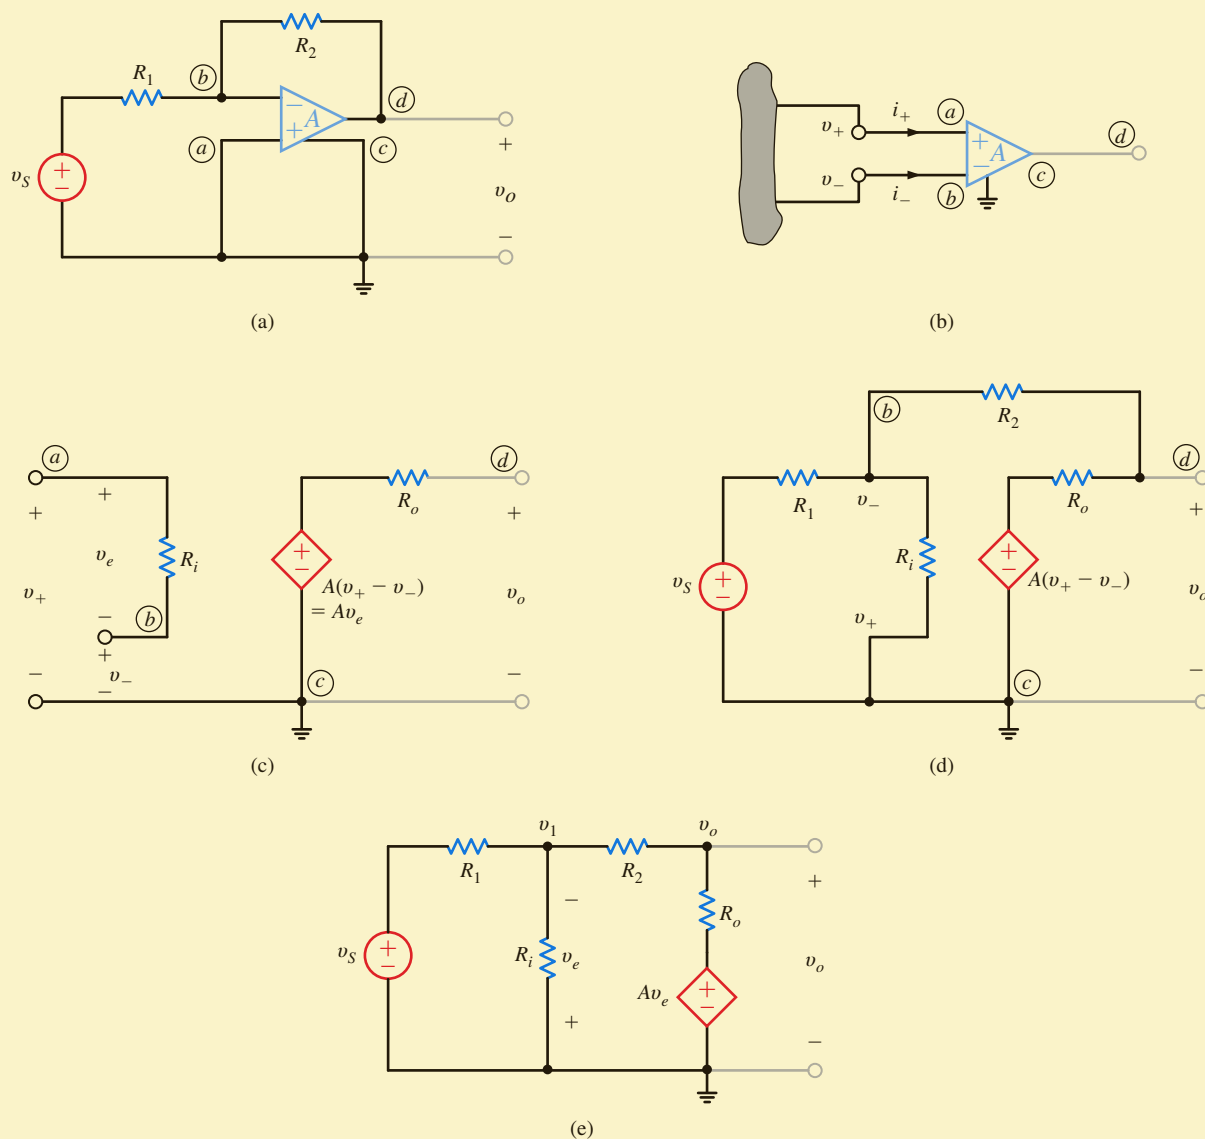 R2
R1
b
d
−
A
+
a
c
+
vS
+
−
vO
−
(a)
i+
a
v+
+
A
−
d
c
v−
i−
b
(b)
a
+
+
ve
Ri
v+
−
b
+
v−
−
−
Ro
d
+
+
−
A(v+ − v−)
= Ave
vo
c
−
(c)
b
R2
R1
v−
Ro
d
+
Ri
+
−
A(v+ − v−)
vS
+
−
vo
v+
c
−
(d)
v1
vo
R1
R2
−
+
Ro
vS
+
−
Ri
ve
vo
Ave
+
−
+
−
(e)